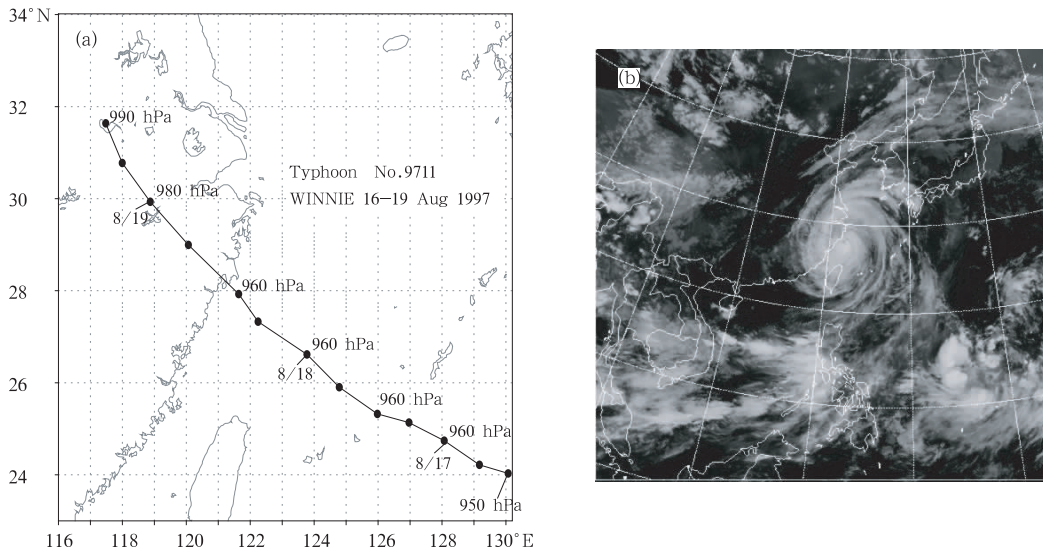 34°N
(a)
32
990 hPa
Typhoon No.9711
980 hPa
WINNIE 16-19 Aug 1997
30
8/19
960 hPa
28
960 hPa
8/18
26
960 hPa
960 hPa
8/17
24
950 hPa
116 118 120 122 124 126 128 130°E
(b)